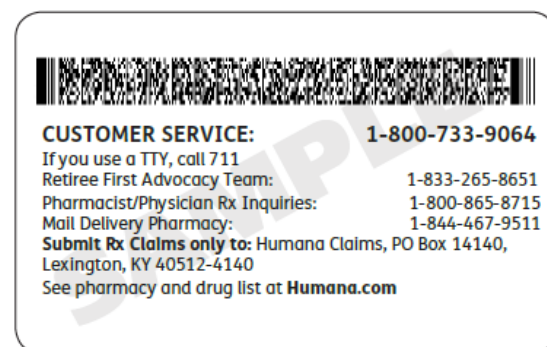 CUSTOMER SERVICE: 1-800-733-9064
If you use a TTY, call 711
Retiree First Advocacy Team: 1-833-265-8651
Pharmacist/Physician Rx Inquiries: 1-800-865-8715
Mail Delivery Pharmacy: 1-844-467-9511
Submit Rx Claims only to: Humana Claims, PO Box 14140,
Lexington, KY 40512-4140
See pharmacy and drug list at Humana.com
SAMPLE